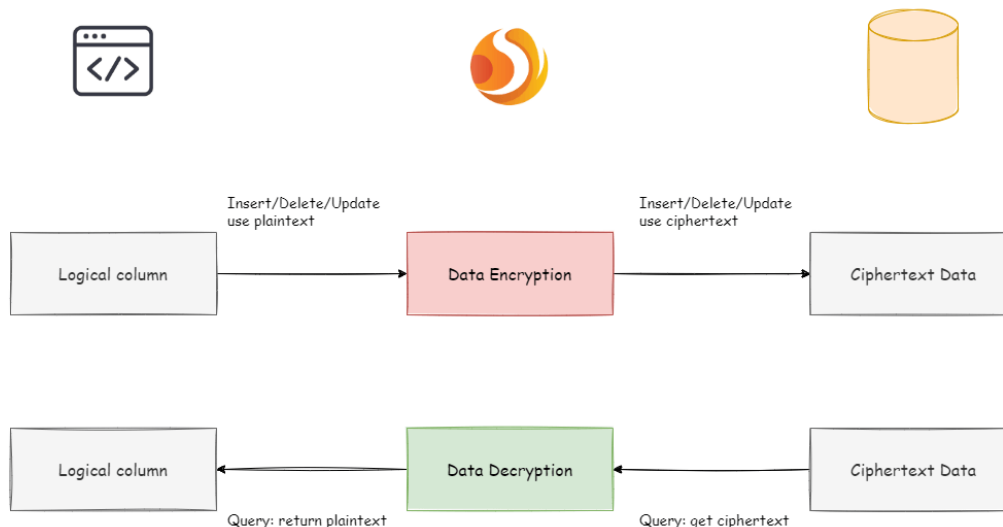 </>
Insert/Delete/Update
use plaintext
Insert/Delete/Update
use ciphertext
Logical column
Data Encryption
Ciphertext Data
Logical column
Data Decryption
Ciphertext Data
Query: return plaintext
Query: get ciphertext